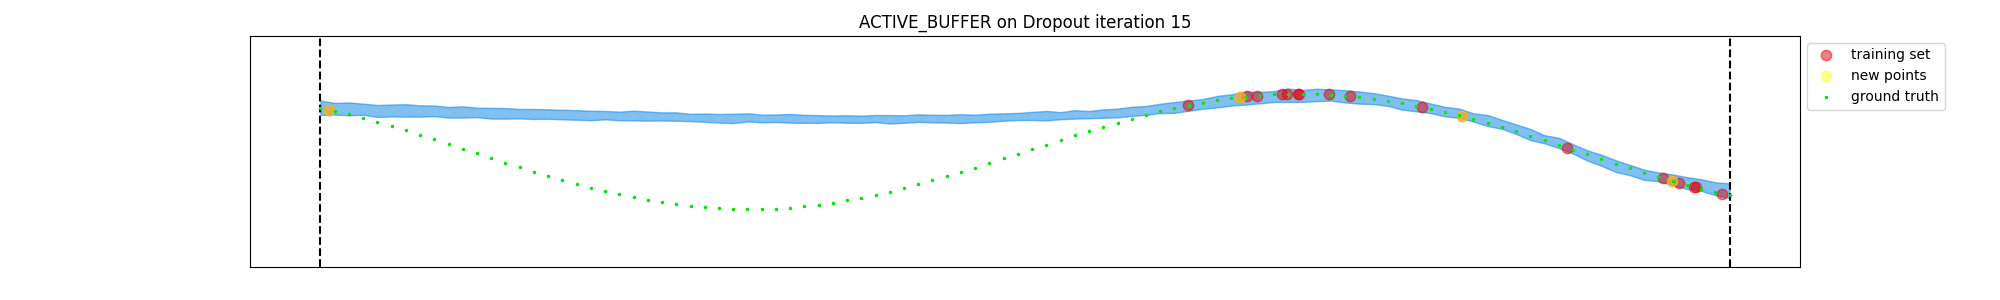 ACTIVE_BUFFER on Dropout iteration 15
training set
new points
ground truth